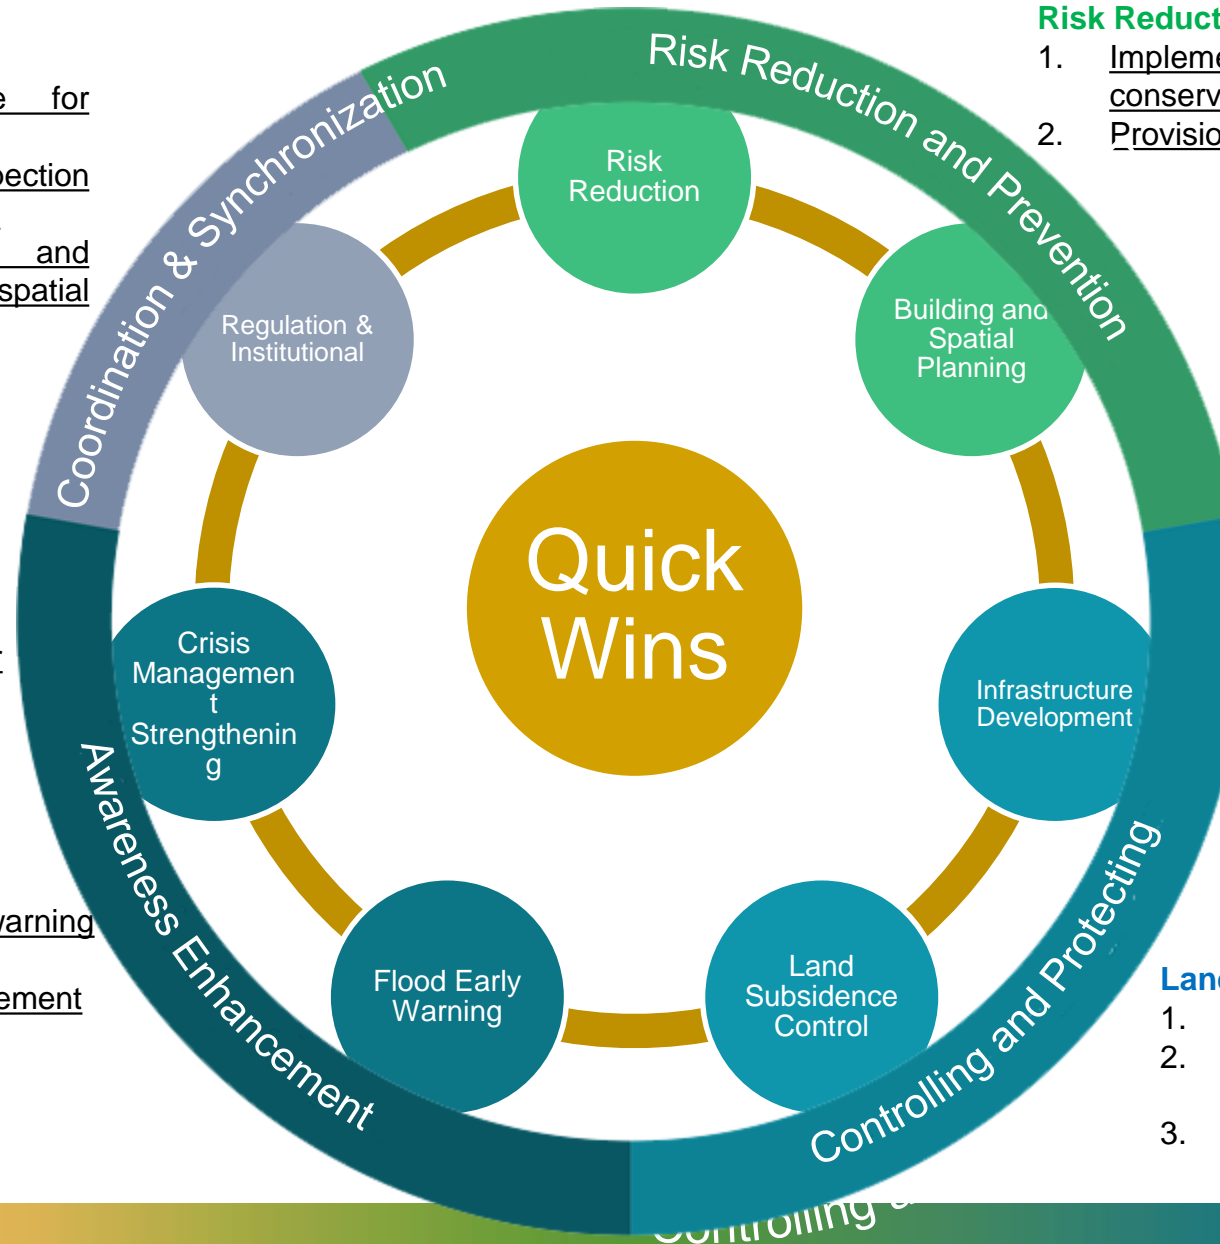 Risk Reduct
1. Impleme
conserv
2. Provisio
for
pection
and
spatial
Coordination & Synchronization
Risk Reduction and Prevention
Risk
Reduction
Regulation &
Institutional
Building and
Spatial
Planning
Quick
Wins
Crisis
Managemen
t
Strengthenin
g
Infrastructure
Development
Awareness Enhancement
Controlling and Protecting
Flood Early
Warning
Land
Subsidence
Control
warning
ement
Land
1.
2.
3.
Controlling